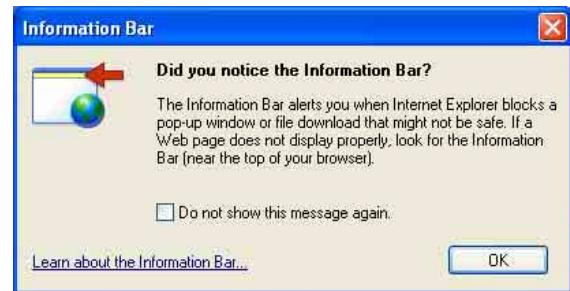 Information Bar
Did you notice the Information Bar?
The Information Bar alerts you when Internet Explorer blocks a
pop-up window or file download that might not be safe. If a
Web page does not display properly, look for the Information
Bar (near the top of your browser).
Do not show this message again.
Learn about the Information Bar...
OK